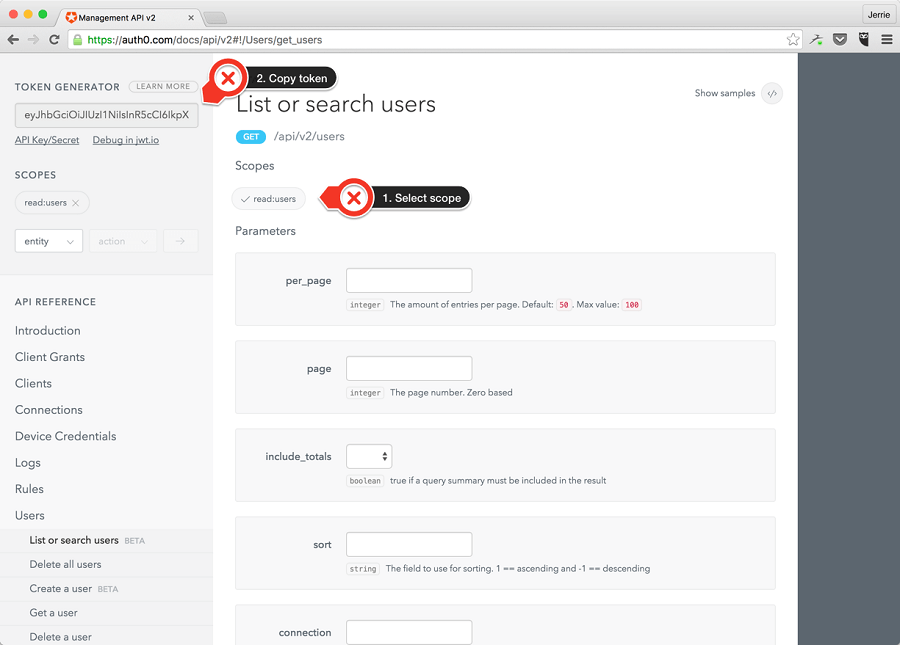 Management API v2
Jerrie
https://auth0.com/docs/api/v2#!/Users/get_users
TOKEN GENERATOR
LEARN MORE
eyJhbGciOiJIUzI1NiIsInR5cCI6IkpX
API Key/Secret
Debug in jwt.io
SCOPES
read:users
entity
action
API REFERENCE
Introduction
Client Grants
Clients
Connections
Device Credentials
Logs
Rules
Users
List or search users BETA
Delete all users
Create a user BETA
Get a user
Delete a user
2. Copy token
List or search users
Show samples
GET /api/v2/users
Scopes
read:users
1. Select scope
Parameters
per_page
integer The amount of entries per page. Default: 50 . Max value: 100
page
integer The page number. Zero based
include_totals
boolean true if a query summary must be included in the result
sort
string The field to use for sorting. 1 == ascending and -1 == descending
connection